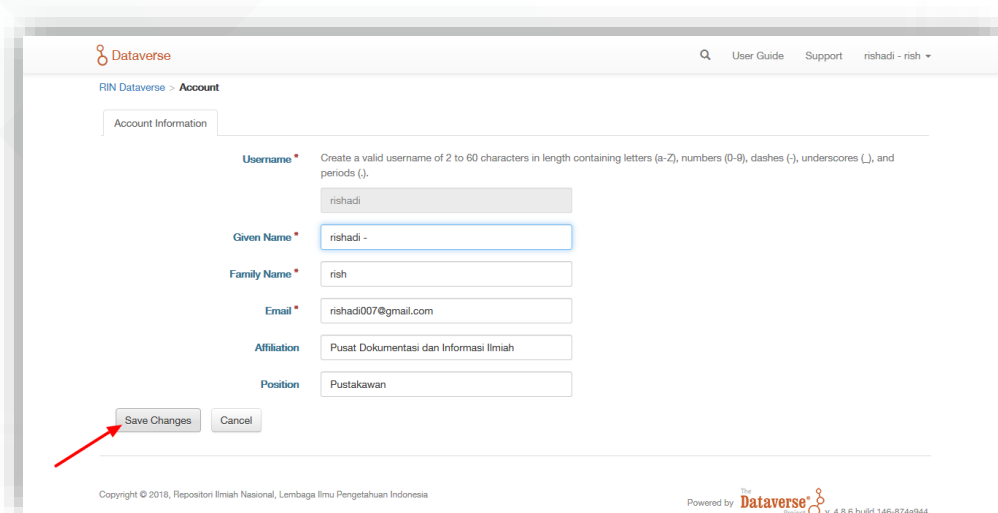 Dataverse
User Guide Support rishadi - rish
RIN Dataverse > Account
Account Information
Username *
Create a valid username of 2 to 60 characters in length containing letters (a-Z), numbers (0-9), dashes (-), underscores (_), and
periods (.).
rishadi
Given Name * rishadi -
Family Name * rish
Email * rishadi007@gmail.com
Affiliation Pusat Dokumentasi dan Informasi Ilmiah
Position Pustakawan
Save Changes Cancel
Copyright © 2018, Repositori Ilmiah Nasional, Lembaga Ilmu Pengetahuan Indonesia
Powered by The Dataverse® Project v. 4.8.6 build 146-874a944